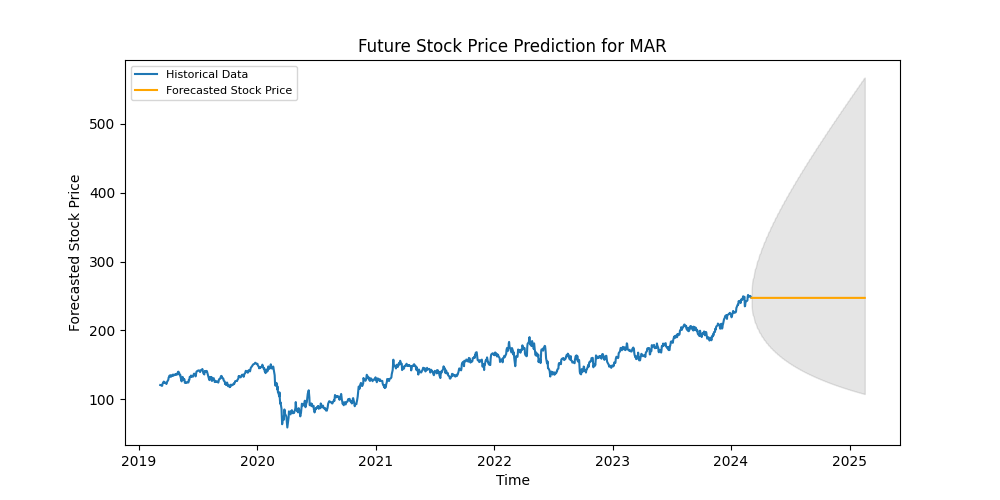 Future Stock Price Prediction for MAR
Historical Data
Forecasted Stock Price
Forecasted Stock Price
500
400
300
200
100
2019 2020 2021 2022 2023 2024 2025
Time